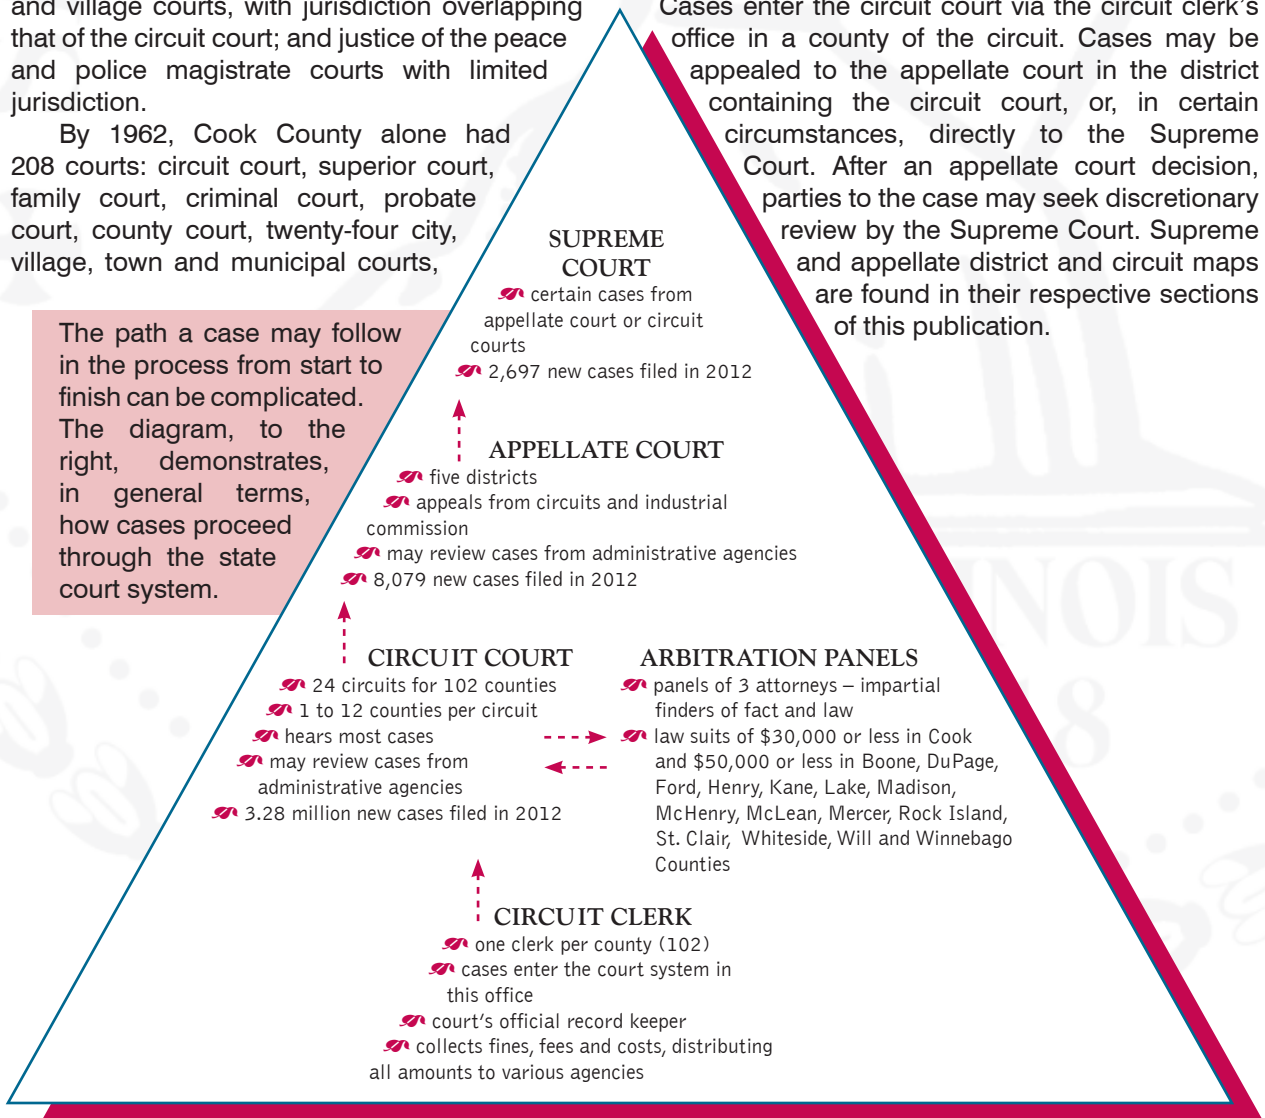 and village courts, with jurisdiction overlapping
that of the circuit court; and justice of the peace
and police magistrate courts with limited
jurisdiction.
By 1962, Cook County alone had
208 courts: circuit court, superior court,
family court, criminal court, probate
court, county court, twenty-four city,
village, town and municipal courts,
Cases enter the circuit court via the circuit clerk's
office in a county of the circuit. Cases may be
appealed to the appellate court in the district
containing the circuit court, or, in certain
circumstances, directly to the Supreme
Court. After an appellate court decision,
parties to the case may seek discretionary
review by the Supreme Court. Supreme
and appellate district and circuit maps
are found in their respective sections
of this publication.
The path a case may follow
in the process from start to
finish can be complicated.
The diagram, to the
right, demonstrates,
in general terms,
how cases proceed
through the state
court system.
SUPREME
COURT
certain cases from
appellate court or circuit
courts
2,697 new cases filed in 2012
APPELLATE COURT
five districts
appeals from circuits and industrial
commission
may review cases from administrative agencies
8,079 new cases filed in 2012
CIRCUIT COURT
24 circuits for 102 counties
1 to 12 counties per circuit
hears most cases
may review cases from
administrative agencies
3.28 million new cases filed in 2012
ARBITRATION PANELS
panels of 3 attorneys – impartial
finders of fact and law
law suits of $30,000 or less in Cook
and $50,000 or less in Boone, DuPage,
Ford, Henry, Kane, Lake, Madison,
McHenry, McLean, Mercer, Rock Island,
St. Clair, Whiteside, Will and Winnebago
Counties
CIRCUIT CLERK
one clerk per county (102)
cases enter the court system in
this office
court's official record keeper
collects fines, fees and costs, distributing
all amounts to various agencies
NOIS
8